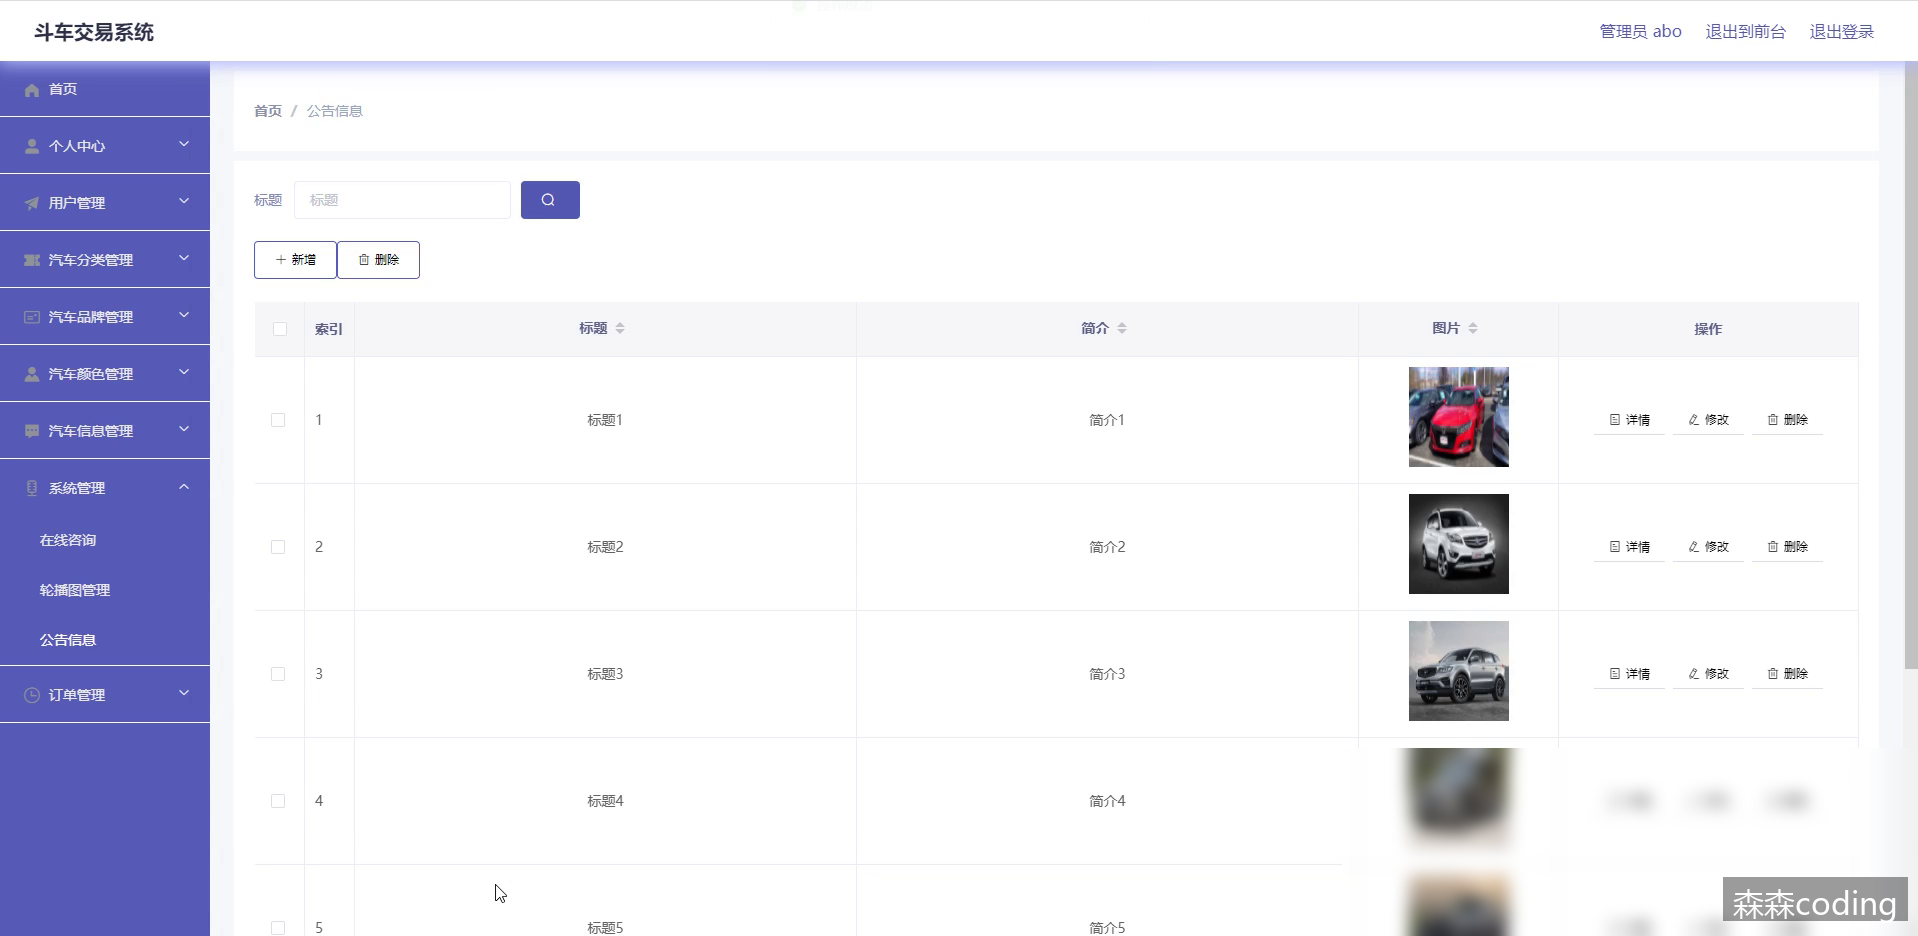 斗车交易系统
管理员 abo 退出到前台 退出登录
首页
个人中心
用户管理
汽车分类管理
汽车品牌管理
汽车颜色管理
汽车信息管理
系统管理
在线咨询
轮播图管理
公告信息
订单管理
首页 / 公告信息
标题 标题
新增 删除
索引 标题 简介 图片 操作
1 标题1 简介1 详情 修改 删除
2 标题2 简介2 详情 修改 删除
3 标题3 简介3 详情 修改 删除
4 标题4 简介4
5 标题5 简介5
森森coding